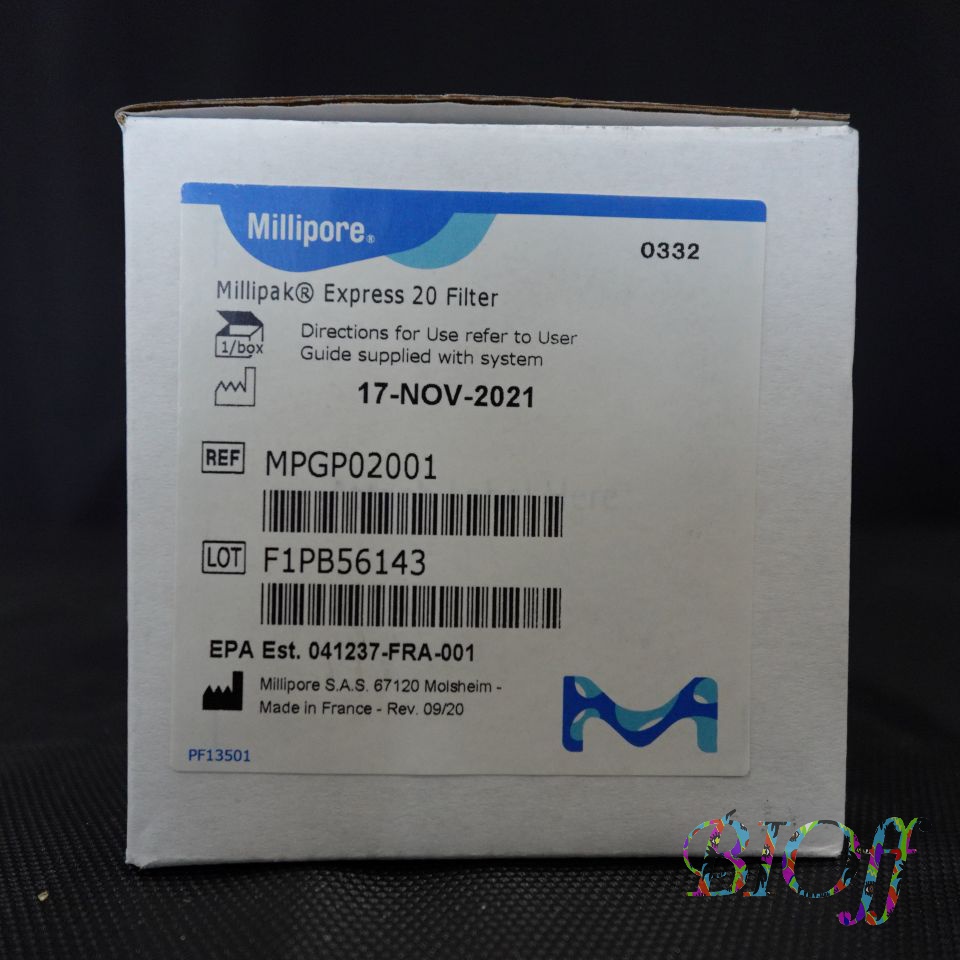 Millipore®
0332
Millipak® Express 20 Filter
1/box
Directions for Use refer to User
Guide supplied with system
17-NOV-2021
REF MPGP02001
LOT F1PB56143
EPA Est. 041237-FRA-001
Millipore S.A.S. 67120 Molsheim -
Made in France - Rev. 09/20
PF13501
BIOff